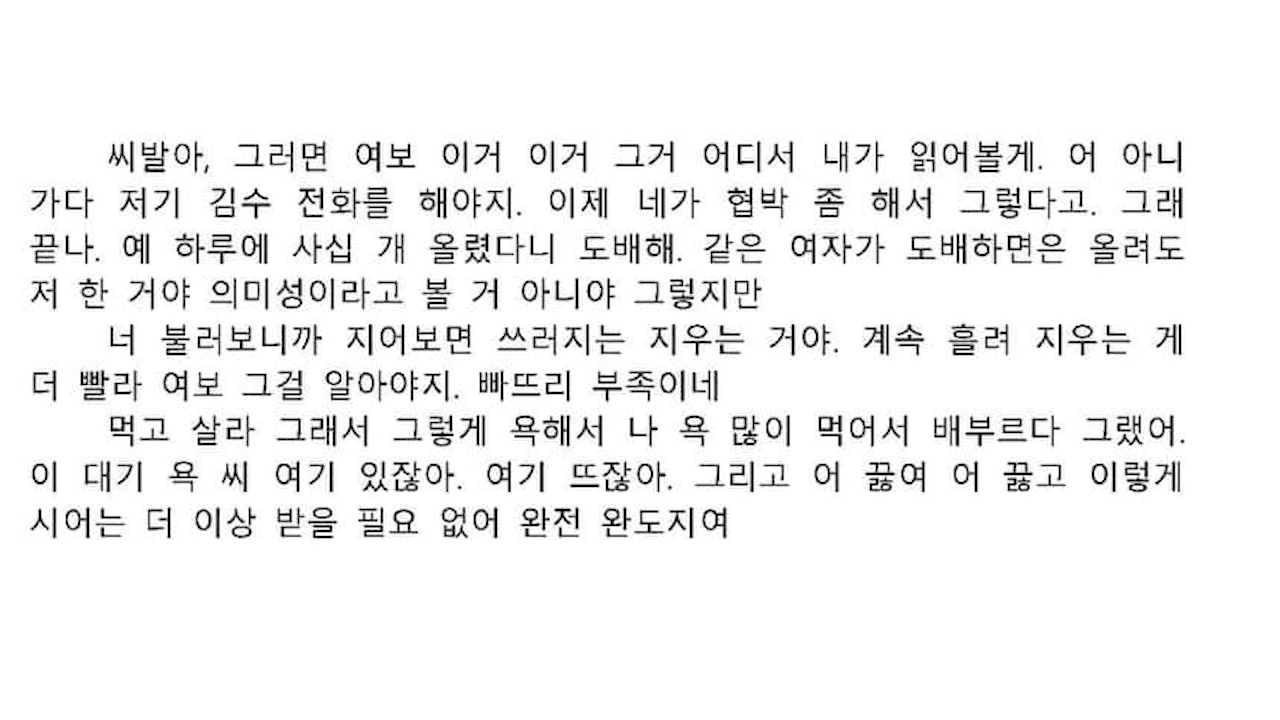 씨발아, 그러면 여보 이거 이거 그거 어디서 내가 읽어볼게. 어 아니
가다 저기 김수 전화를 해야지. 이제 네가 협박 좀 해서 그렇다고. 그래
끝나. 예 하루에 사십 개 올렸다니 도배해. 같은 여자가 도배하면은 올려도
저 한 거야 의미성이라고 볼 거 아니야 그렇지만
너 불러보니까 지어보면 쓰러지는 지우는 거야. 계속 흘려 지우는 게
더 빨라 여보 그걸 알아야지. 빠뜨리 부족이네
먹고 살라 그래서 그렇게 욕해서 나 욕 많이 먹어서 배부르다 그랬어.
이 대기 욕 씨 여기 있잖아. 여기 뜨잖아. 그리고 어 끓여 어 끓고 이렇게
시어는 더 이상 받을 필요 없어 완전 완도지여